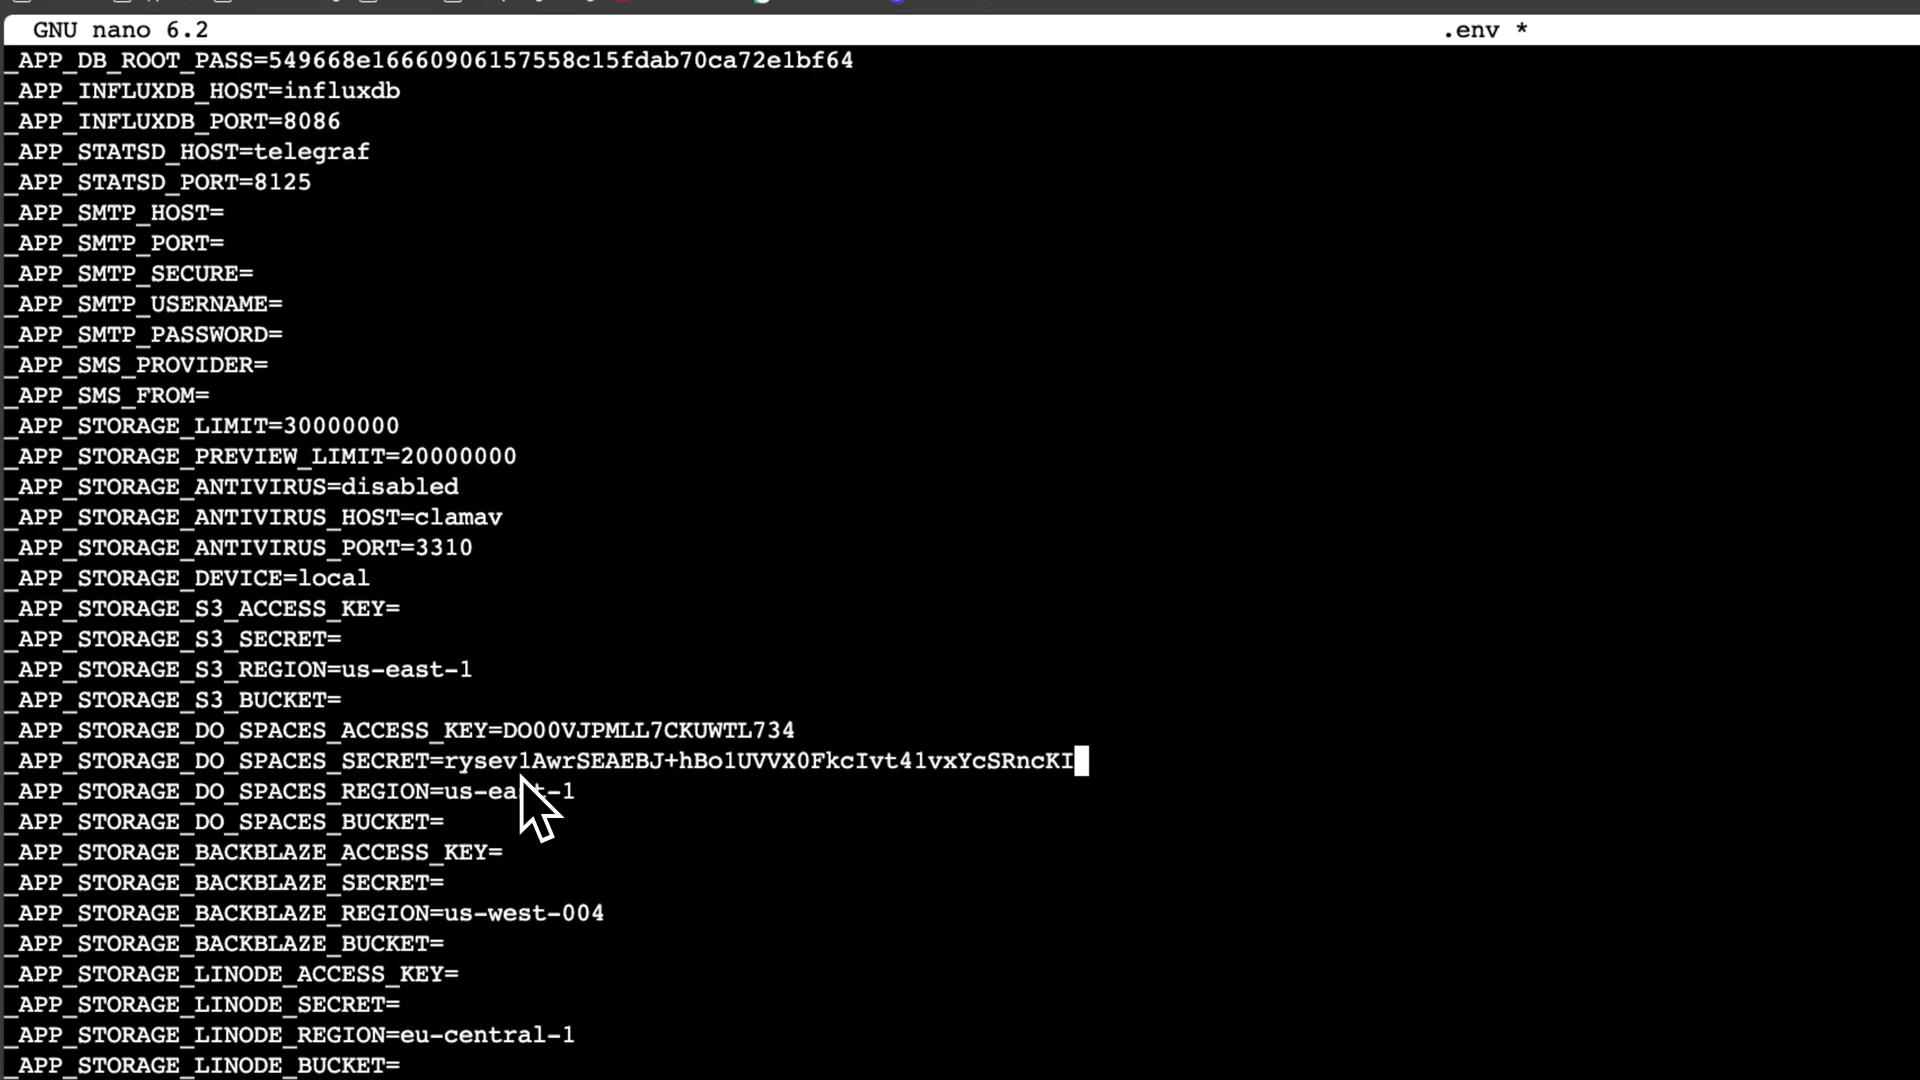 GNU nano 6.2 .env *
_APP_DB_ROOT_PASS=549668e16660906157558c15fdab70ca72e1bf64
_APP_INFLUXDB_HOST=influxdb
_APP_INFLUXDB_PORT=8086
_APP_STATSD_HOST=telegraf
_APP_STATSD_PORT=8125
_APP_SMTP_HOST=
_APP_SMTP_PORT=
_APP_SMTP_SECURE=
_APP_SMTP_USERNAME=
_APP_SMTP_PASSWORD=
_APP_SMS_PROVIDER=
_APP_SMS_FROM=
_APP_STORAGE_LIMIT=30000000
_APP_STORAGE_PREVIEW_LIMIT=20000000
_APP_STORAGE_ANTIVIRUS=disabled
_APP_STORAGE_ANTIVIRUS_HOST=clamav
_APP_STORAGE_ANTIVIRUS_PORT=3310
_APP_STORAGE_DEVICE=local
_APP_STORAGE_S3_ACCESS_KEY=
_APP_STORAGE_S3_SECRET=
_APP_STORAGE_S3_REGION=us-east-1
_APP_STORAGE_S3_BUCKET=
_APP_STORAGE_DO_SPACES_ACCESS_KEY=DO00VJPMLL7CKUWTL734
_APP_STORAGE_DO_SPACES_SECRET=rysev1AwrSEAEBJ+hBo1UVVX0FkcIvt41vxYcSRncKI
_APP_STORAGE_DO_SPACES_REGION=us-east-1
_APP_STORAGE_DO_SPACES_BUCKET=
_APP_STORAGE_BACKBLAZE_ACCESS_KEY=
_APP_STORAGE_BACKBLAZE_SECRET=
_APP_STORAGE_BACKBLAZE_REGION=us-west-004
_APP_STORAGE_BACKBLAZE_BUCKET=
_APP_STORAGE_LINODE_ACCESS_KEY=
_APP_STORAGE_LINODE_SECRET=
_APP_STORAGE_LINODE_REGION=eu-central-1
_APP_STORAGE_LINODE_BUCKET=